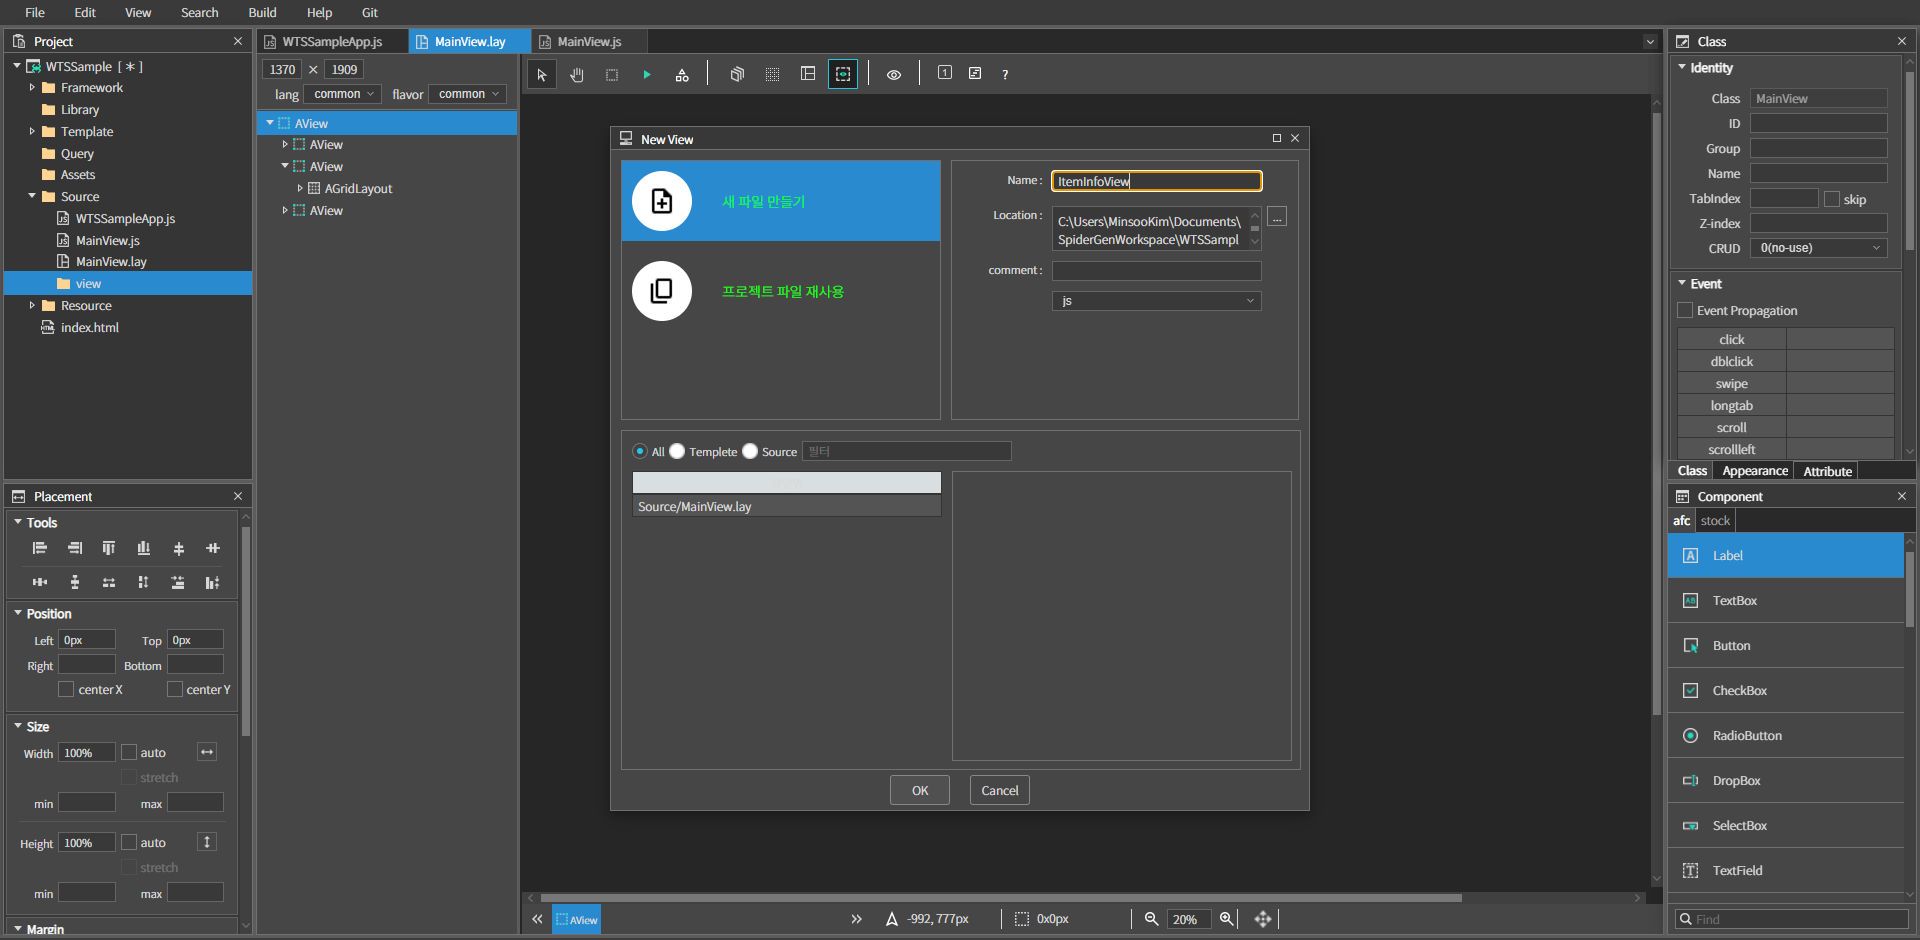 File Edit View Search Build Help Git
Project
WTSSample [ * ]
Framework
Library
Template
Query
Assets
Source
WTSSampleApp.js
MainView.js
MainView.lay
view
Resource
index.html
Placement
Tools
Position
Left 0px Top 0px
Right Bottom
center X center Y
Size
Width 100% auto
stretch
min max
Height 100% auto
stretch
min max
Margin
WTSSampleApp.js MainView.lay MainView.js
1370 × 1909
lang common flavor common
AView
AView
AView
AGridLayout
AView
1 ?
New View
새 파일 만들기
프로젝트 파일 재사용
Name :
ItemInfoView
Location :
C:\Users\MinsooKim\Documents\
SpiderGenWorkspace\WTSSampl
...
comment :
js
All Templete Source 필터
Source/MainView.lay
OK Cancel
AView
-992, 777px
0x0px
20%
Class
Identity
Class MainView
ID
Group
Name
TabIndex skip
Z-index
CRUD 0(no-use)
Event
Event Propagation
click
dblclick
swipe
longtab
scroll
scrollleft
Class Appearance Attribute
Component
afc stock
Label
TextBox
Button
CheckBox
RadioButton
DropBox
SelectBox
TextField
Find